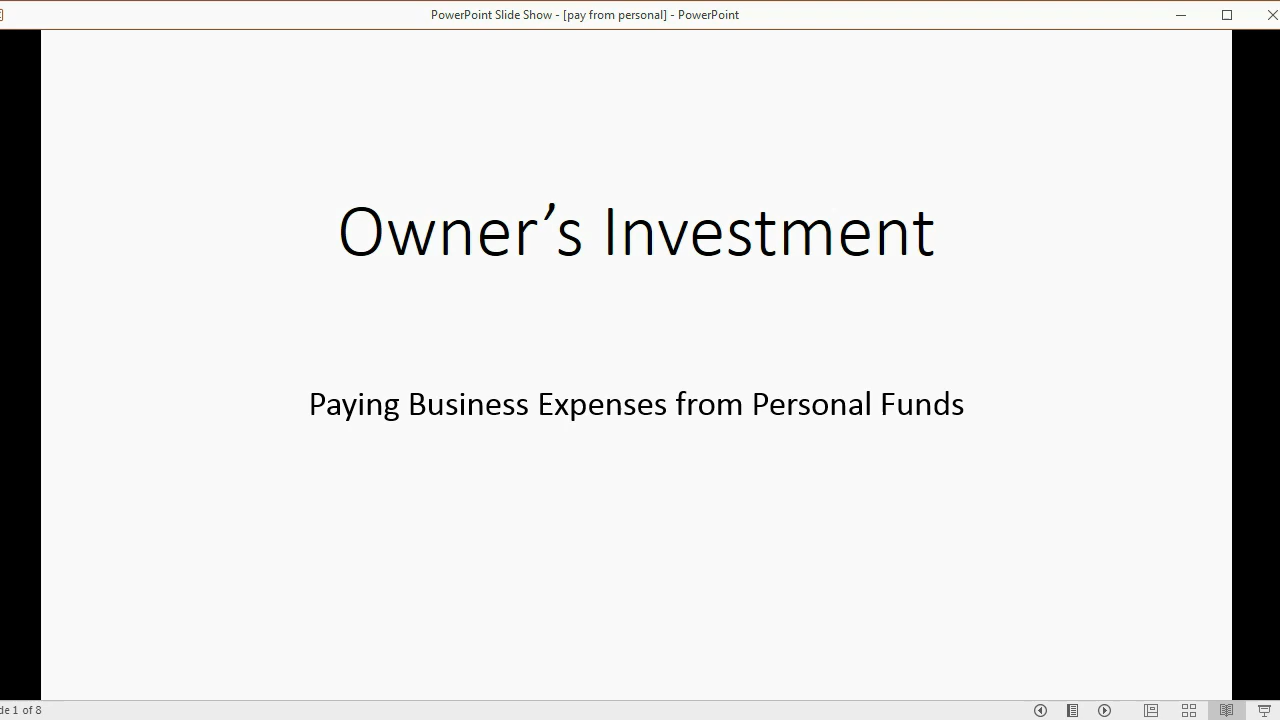 PowerPoint Slide Show - [pay from personal] - PowerPoint
Owner’s Investment
Paying Business Expenses from Personal Funds
de 1 of 8